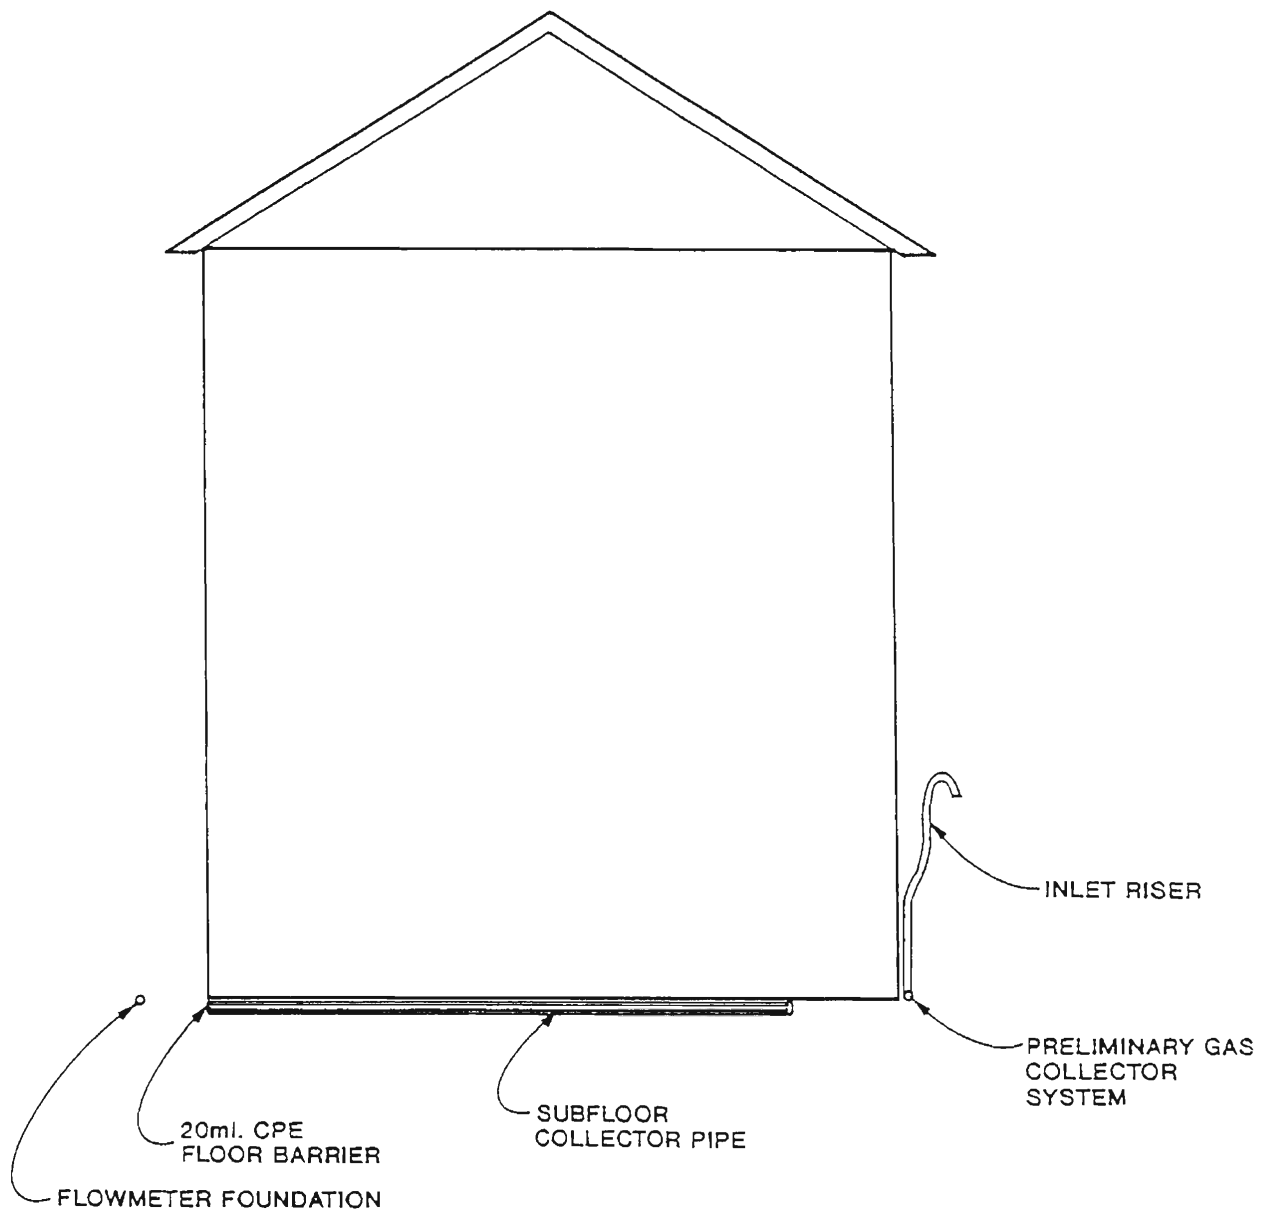 INLET RISER
PRELIMINARY GAS
COLLECTOR
SYSTEM
SUBFLOOR
COLLECTOR PIPE
20ml. CPE
FLOOR BARRIER
FLOWMETER FOUNDATION